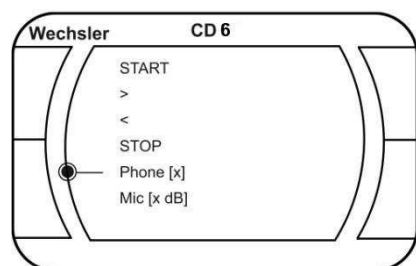 Wechsler CD 6
START
>
<
STOP
Phone [x]
Mic [x dB]